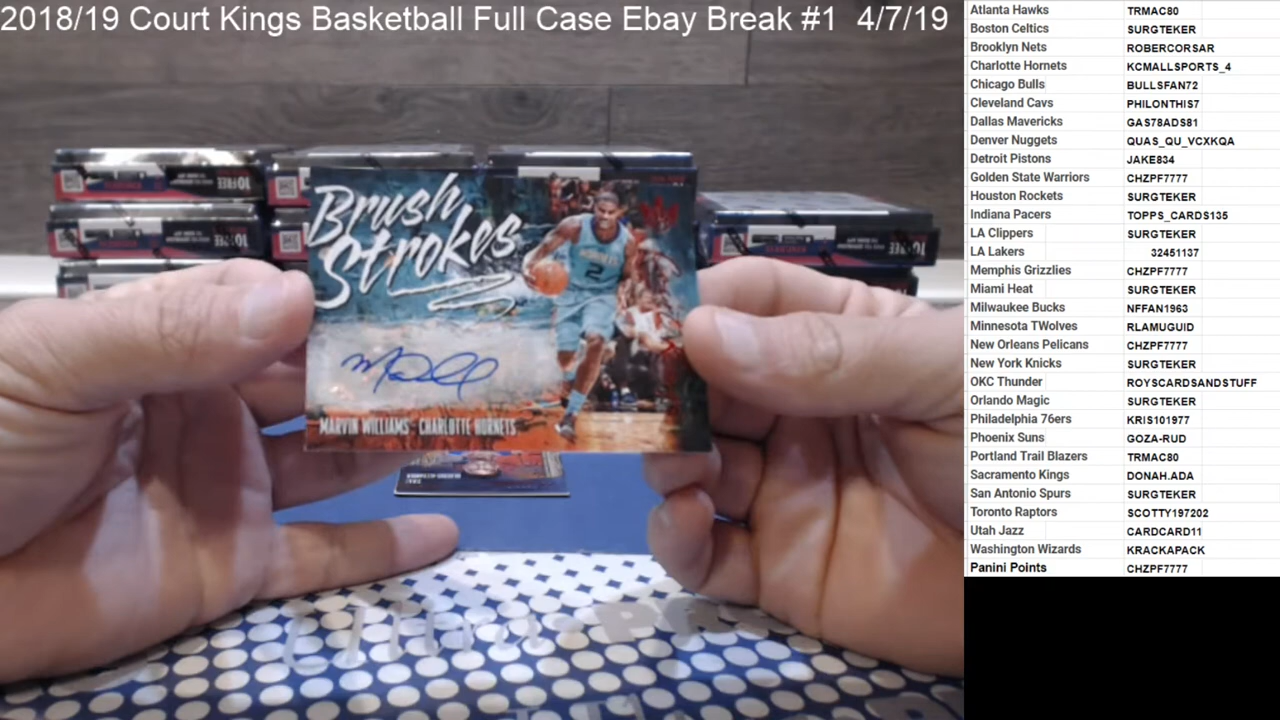 2018/19 Court Kings Basketball Full Case Ebay Break #1 4/7/19
Brush
Strokes
HORNETS
2
MARVIN WILLIAMS - CHARLOTTE HORNETS
Atlanta Hawks TRMAC80
Boston Celtics SURGTEKER
Brooklyn Nets ROBERCORSAR
Charlotte Hornets KCMALLSPORTS_4
Chicago Bulls BULLSFAN72
Cleveland Cavs PHILONTHIS7
Dallas Mavericks GAS78ADS81
Denver Nuggets QUAS_QU_VCXKQA
Detroit Pistons JAKE834
Golden State Warriors CHZPF7777
Houston Rockets SURGTEKER
Indiana Pacers TOPPS_CARDS135
LA Clippers SURGTEKER
LA Lakers 32451137
Memphis Grizzlies CHZPF7777
Miami Heat SURGTEKER
Milwaukee Bucks NFFAN1963
Minnesota TWolves RLAMUGUID
New Orleans Pelicans CHZPF7777
New York Knicks SURGTEKER
OKC Thunder ROYSCARDSANDSTUFF
Orlando Magic SURGTEKER
Philadelphia 76ers KRIS101977
Phoenix Suns GOZA-RUD
Portland Trail Blazers TRMAC80
Sacramento Kings DONAH.ADA
San Antonio Spurs SURGTEKER
Toronto Raptors SCOTTY197202
Utah Jazz CARDCARD11
Washington Wizards KRACKAPACK
Panini Points CHZPF7777